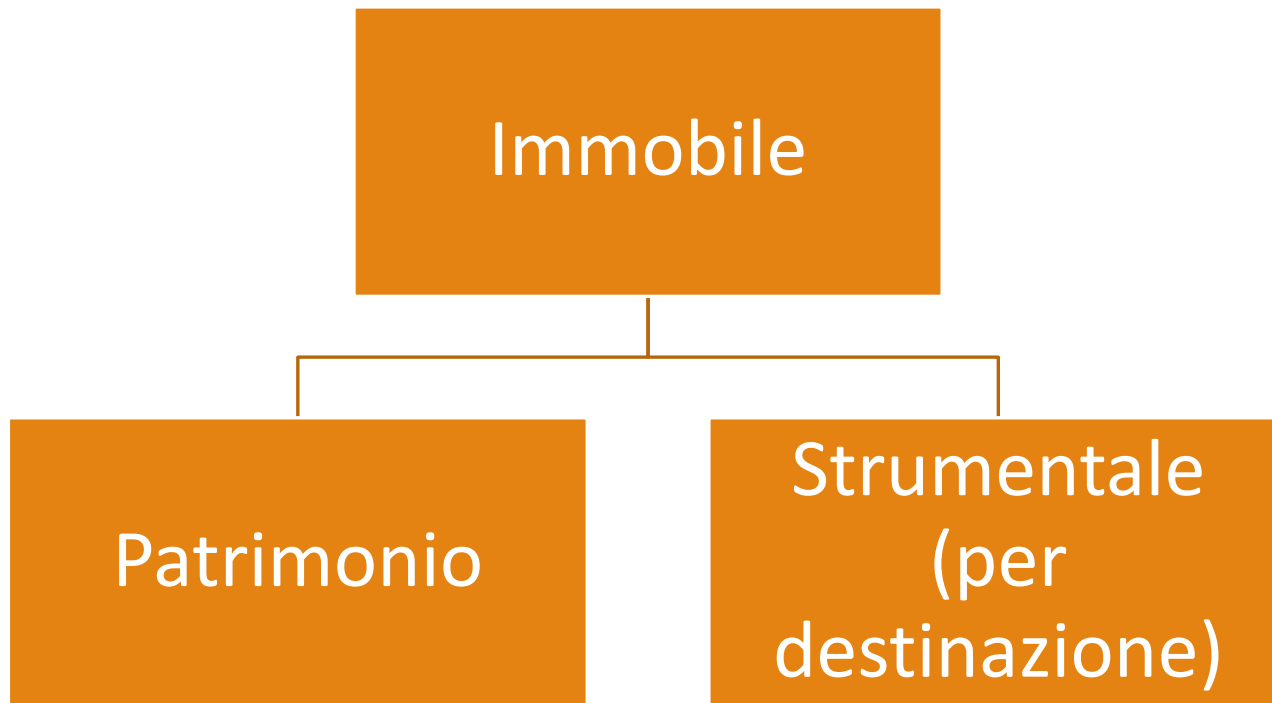 Immobile
Patrimonio
Strumentale
(per
destinazione)